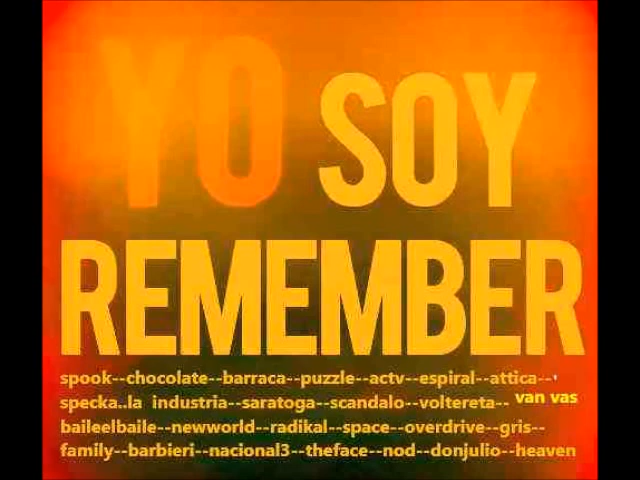 YO SOY
REMEMBER
spook--chocolate--barraca--puzzle--actv--espiral--attica--'
specka..la industria--saratoga--scandalo--voltereta-- van vas
baileelbaile--newworld--radikal--space--overdrive--gris--
family--barbieri--nacional3--theface--nod--donjulio--heaven